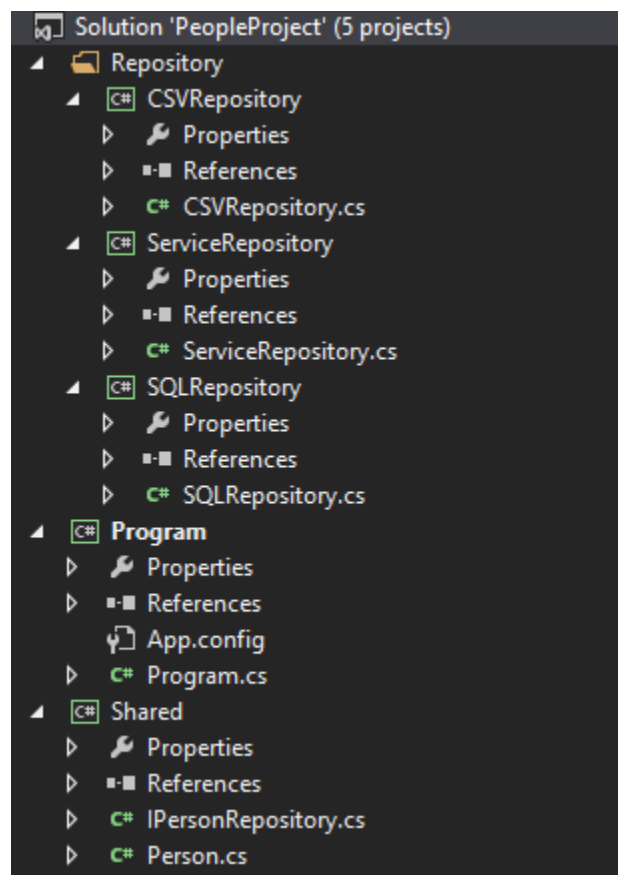 Solution 'PeopleProject' (5 projects)
Repository
C# CSVRepository
Properties
References
C# CSVRepository.cs
C# ServiceRepository
Properties
References
C# ServiceRepository.cs
C# SQLRepository
Properties
References
C# SQLRepository.cs
C# Program
Properties
References
App.config
C# Program.cs
C# Shared
Properties
References
C# IPersonRepository.cs
C# Person.cs